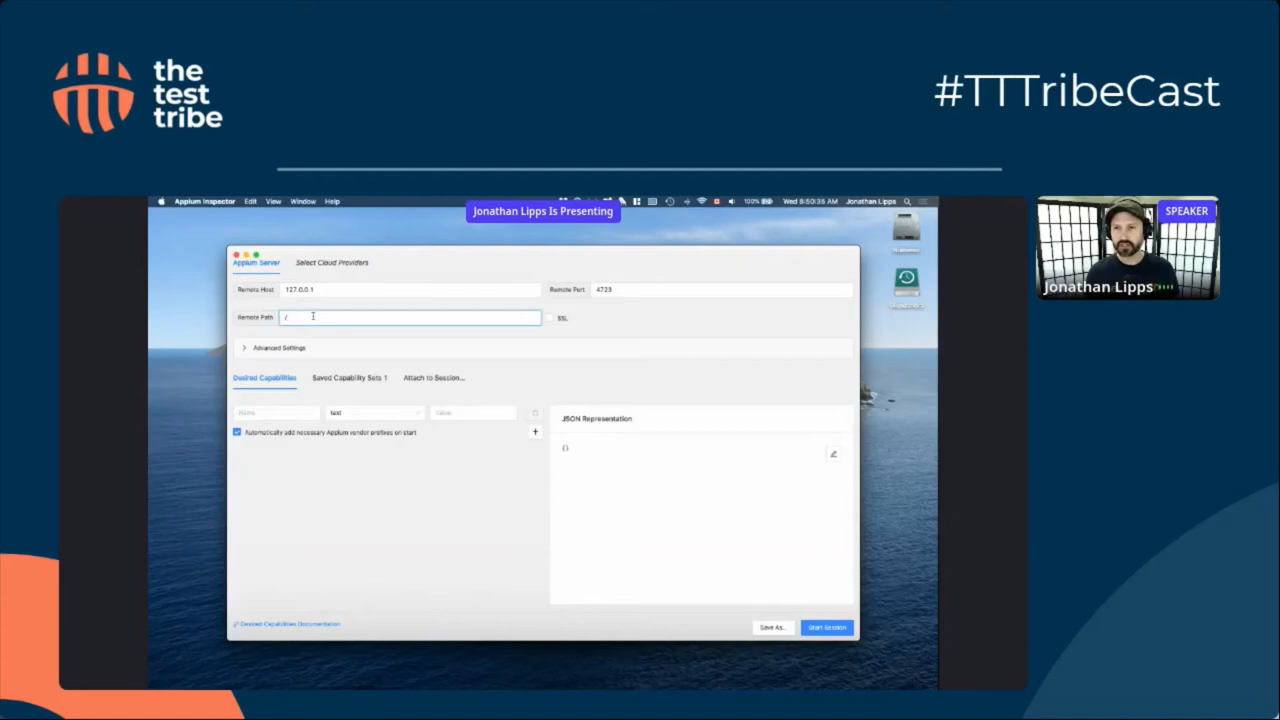 the
test
tribe
#TTTribeCast
Appium Inspector Edit View Window Help
100% Wed 8:50:36 AM Jonathan Lipps
Jonathan Lipps Is Presenting
SPEAKER
Jonathan Lipps
Appium Server Select Cloud Providers
Remote Host 127.0.0.1 Remote Port 4723
Remote Path / SSL
Advanced Settings
Desired Capabilities Saved Capability Sets 1 Attach to Session...
Name text Value
JSON Representation
Automatically add necessary Appium vendor prefixes on start +
{}
Desired Capabilities Documentation
Save As... Start Session